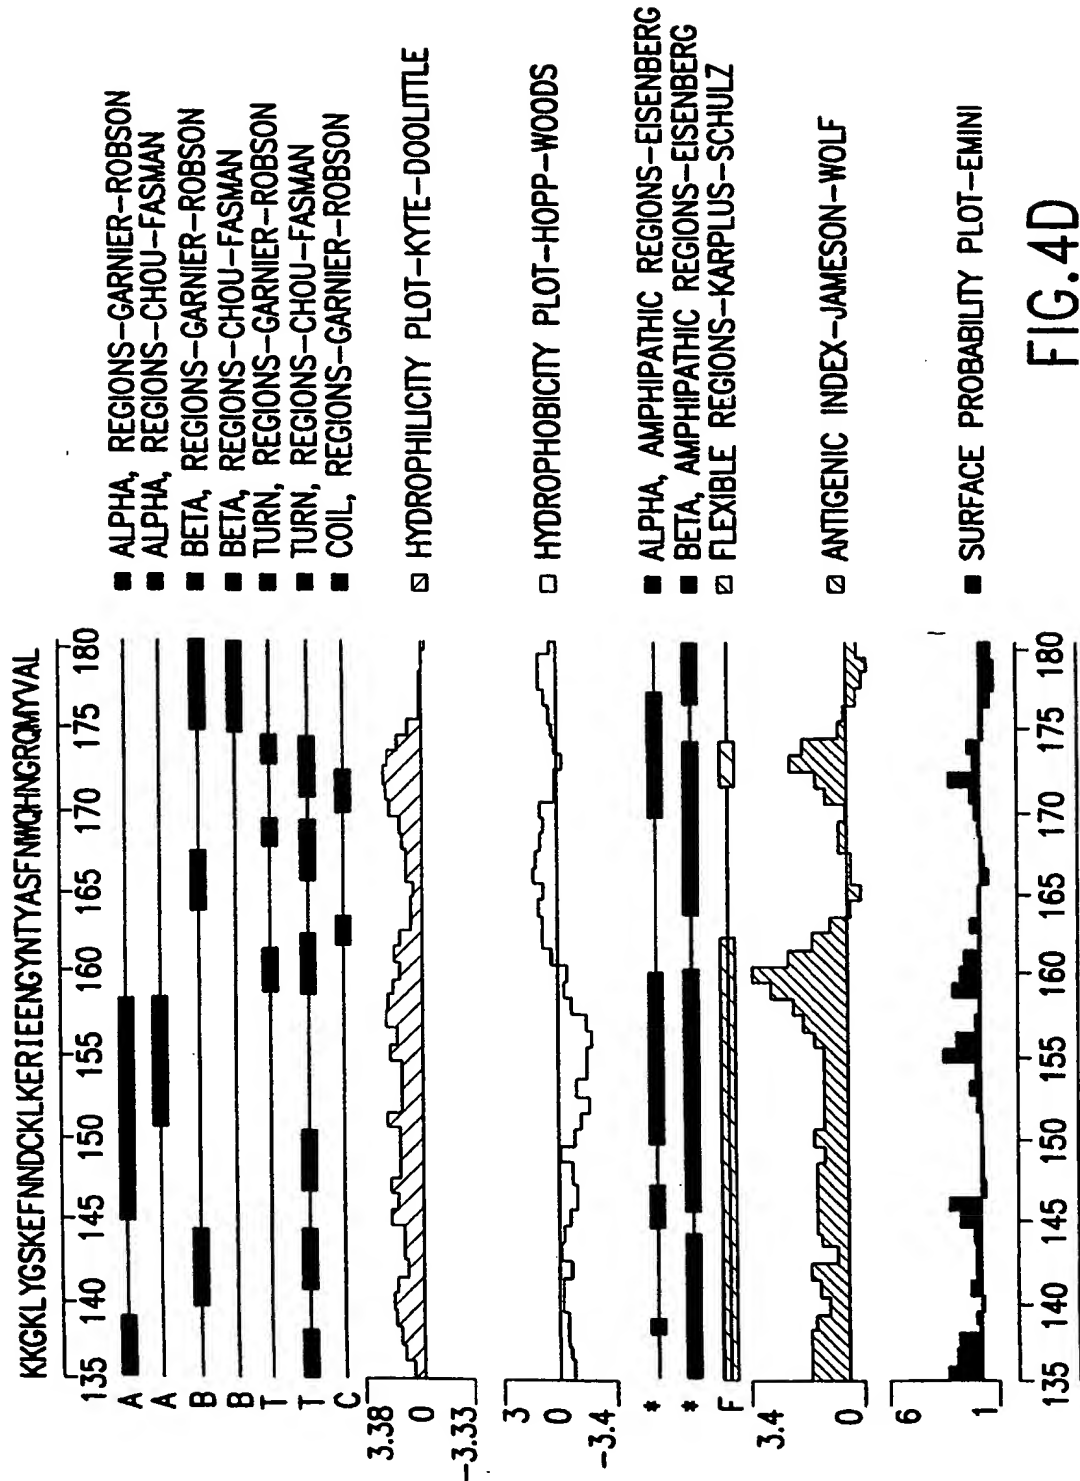 KKGKLYGSKEFNNDCKLKERIEENGYNTYASFNWQHNGRQMYVAL
135 140 145 150 155 160 165 170 175 180
A ■ ALPHA, REGIONS-GARNIER-ROBSON
A ■ ALPHA, REGIONS-CHOU-FASMAN
B ■ BETA, REGIONS-GARNIER-ROBSON
B ■ BETA, REGIONS-CHOU-FASMAN
T ■ TURN, REGIONS-GARNIER-ROBSON
T ■ TURN, REGIONS-CHOU-FASMAN
C ■ COIL, REGIONS-GARNIER-ROBSON
3.38
0
-3.33
HYDROPHILICITY PLOT-KYTE-DOOLITTLE
3
0
-3.4
HYDROPHOBICITY PLOT-HOPP-WOODS
* ■ ALPHA, AMPHIPATHIC REGIONS-EISENBERG
* ■ BETA, AMPHIPATHIC REGIONS-EISENBERG
F FLEXIBLE REGIONS-KARPLUS-SCHULZ
3.4
0
ANTIGENIC INDEX-JAMESON-WOLF
6
1
■ SURFACE PROBABILITY PLOT-EMINI
135 140 145 150 155 160 165 170 175 180
FIG.4D